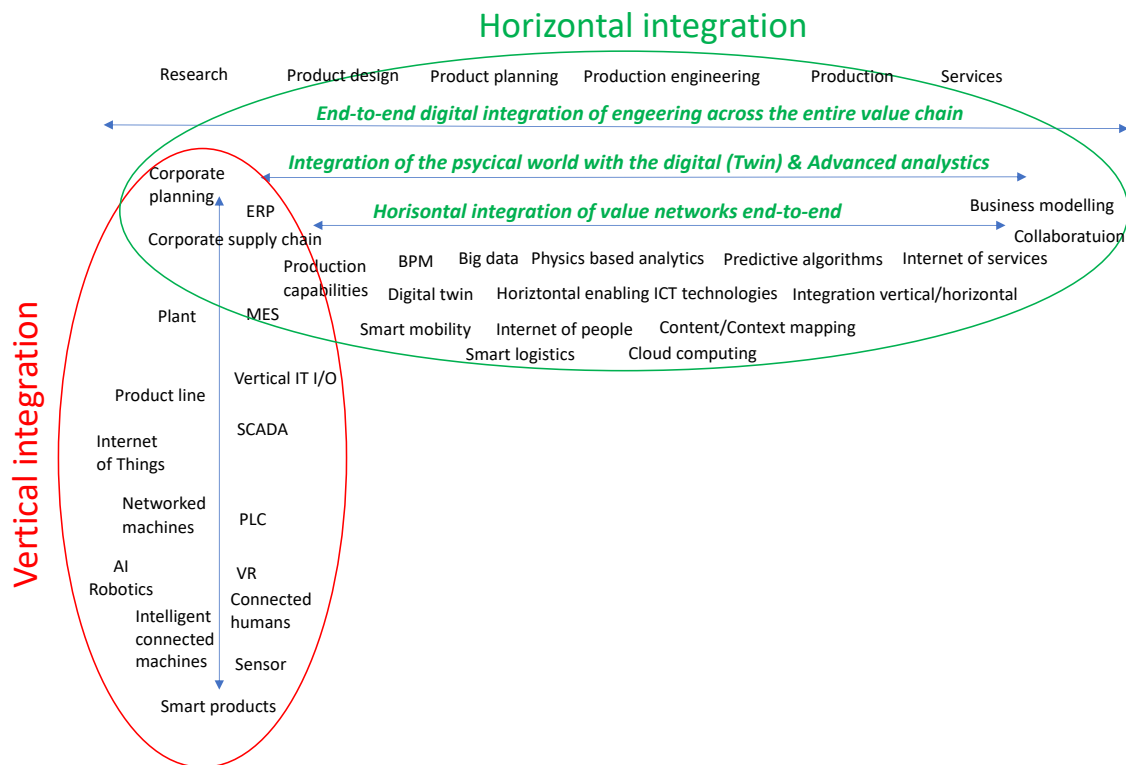 Horizontal integration
Research Product design Product planning Production engineering Production Services
End-to-end digital integration of engeering across the entire value chain
Integration of the psycical world with the digital (Twin) & Advanced analystics
Corporate
planning
ERP
Horisontal integration of value networks end-to-end
Business modelling
Corporate supply chain
Collaboratuion
Production
capabilities
BPM Big data Physics based analytics Predictive algorithms Internet of services
Digital twin Horiztontal enabling ICT technologies Integration vertical/horizontal
Plant MES
Smart mobility Internet of people Content/Context mapping
Smart logistics Cloud computing
Vertical integration
Vertical IT I/O
Product line
SCADA
Internet
of Things
Networked
machines
PLC
AI
Robotics
VR
Connected
humans
Intelligent
connected
machines
Sensor
Smart products